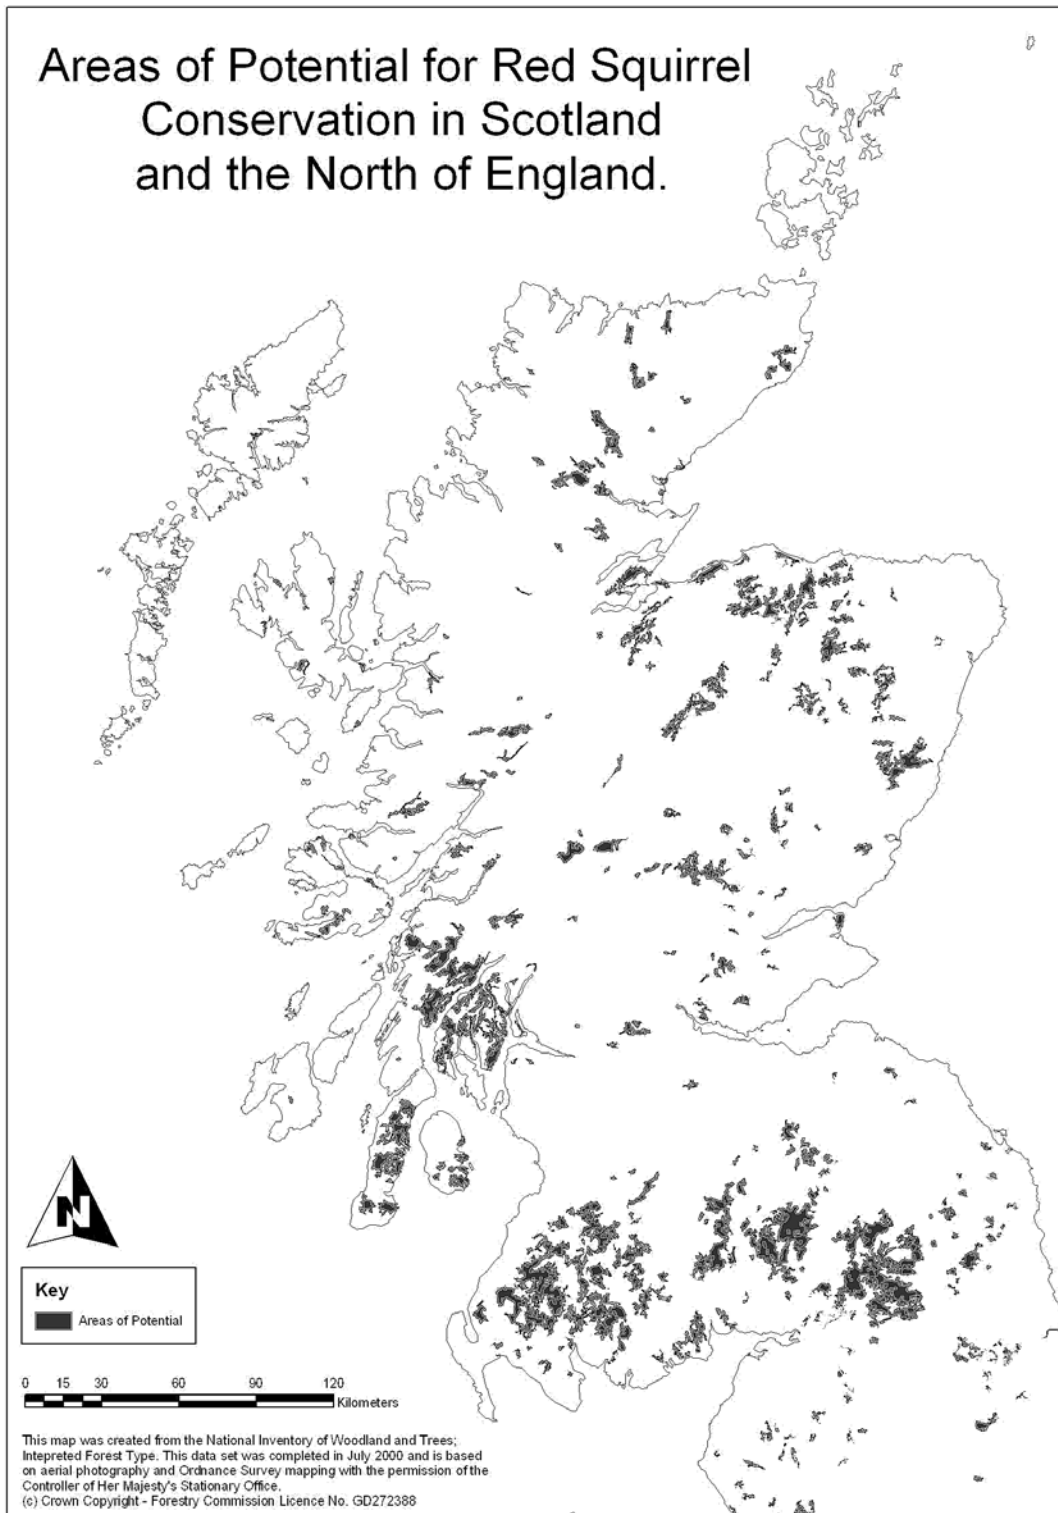 Areas of Potential for Red Squirrel
Conservation in Scotland
and the North of England.
N
Key
Areas of Potential
0 15 30 60 90 120
Kilometers
This map was created from the National Inventory of Woodland and Trees;
Intepreted Forest Type. This data set was completed in July 2000 and is based
on aerial photography and Ordnance Survey mapping with the permission of the
Controller of Her Majesty's Stationary Office.
(c) Crown Copyright - Forestry Commission Licence No. GD272388